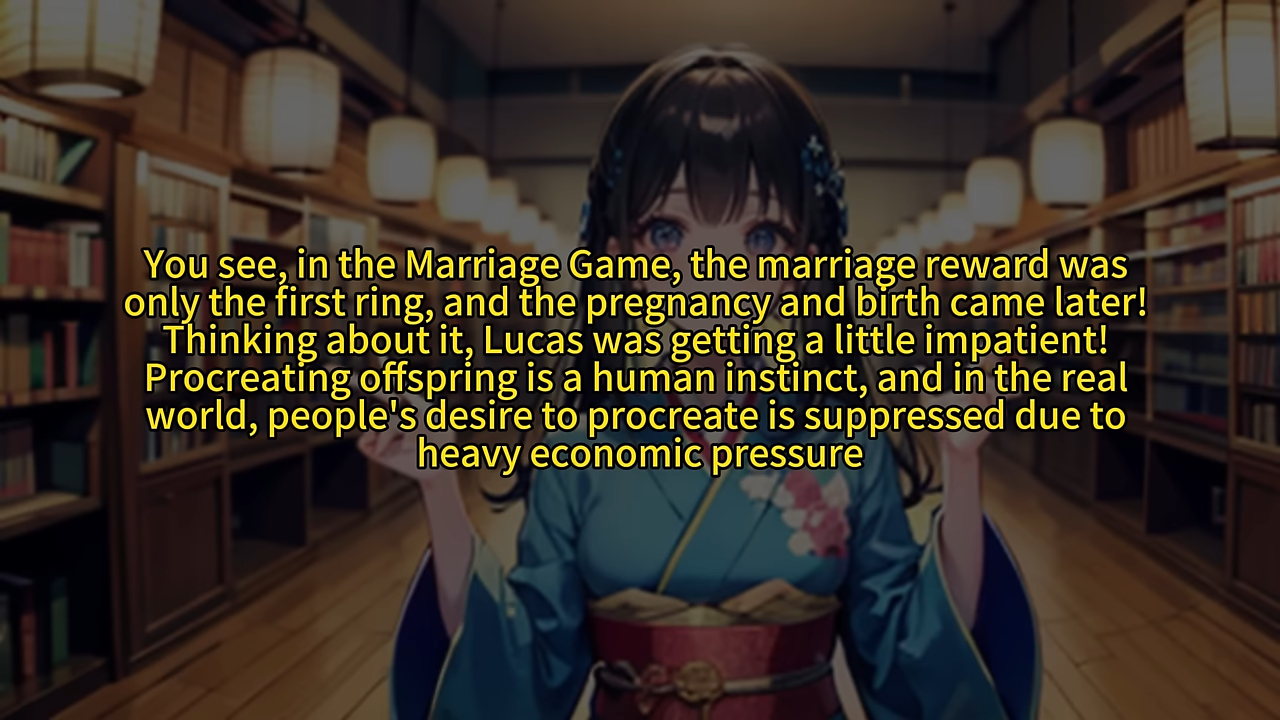 You see, in the Marriage Game, the marriage reward was
only the first ring, and the pregnancy and birth came later!
Thinking about it, Lucas was getting a little impatient!
Procreating offspring is a human instinct, and in the real
world, people's desire to procreate is suppressed due to
heavy economic pressure